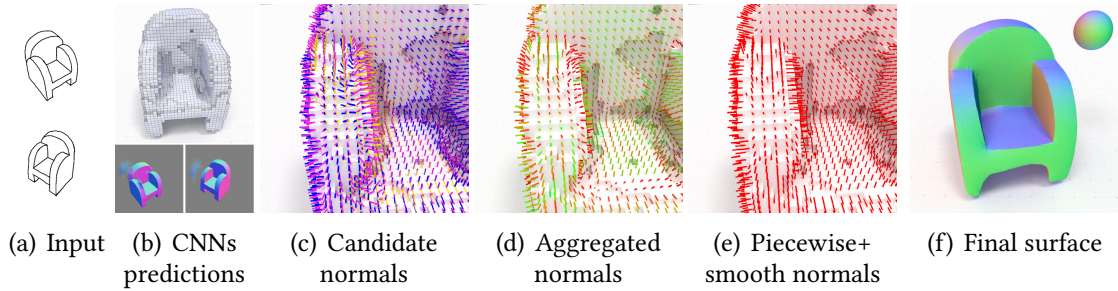 (a) Input
(b) CNNs
predictions
(c) Candidate
normals
(d) Aggregated
normals
(e) Piecewise+
smooth normals
(f) Final surface